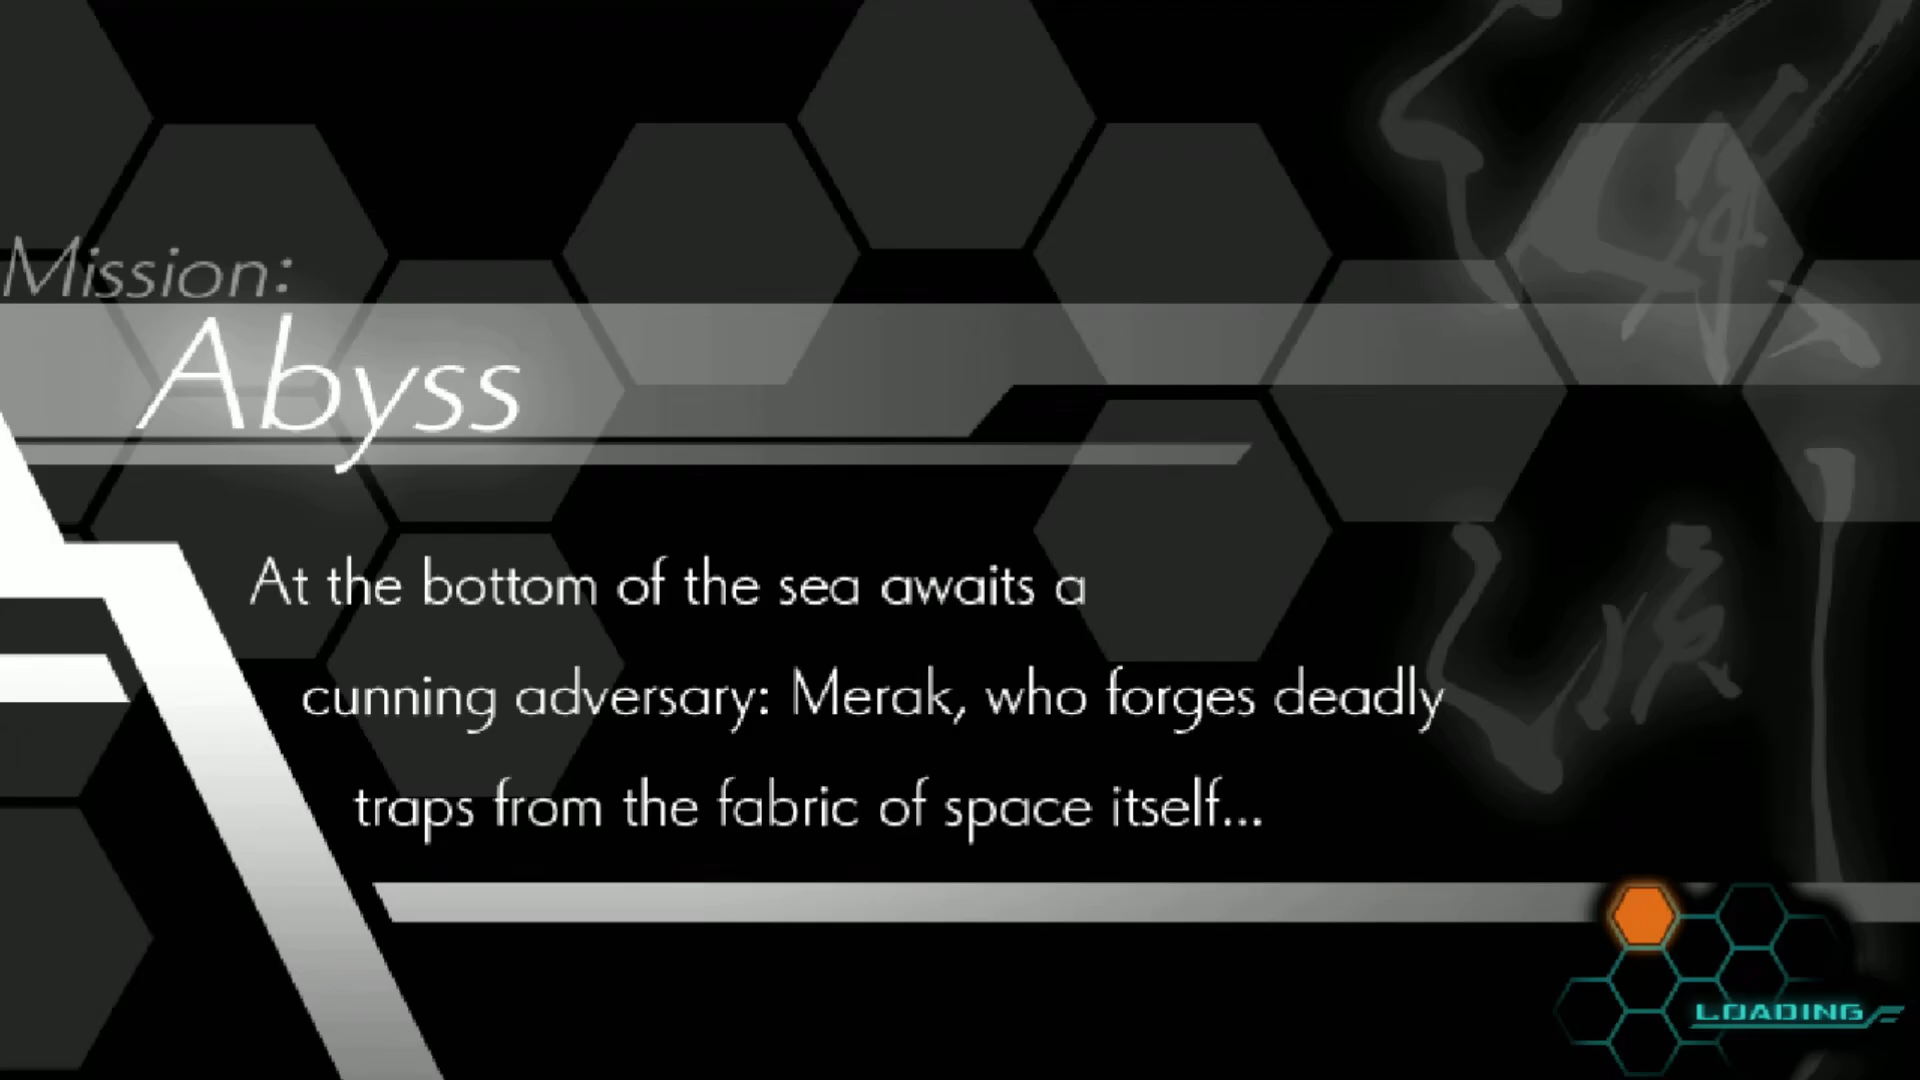 Mission:
Abyss
At the bottom of the sea awaits a
cunning adversary: Merak, who forges deadly
traps from the fabric of space itself...
LOADING